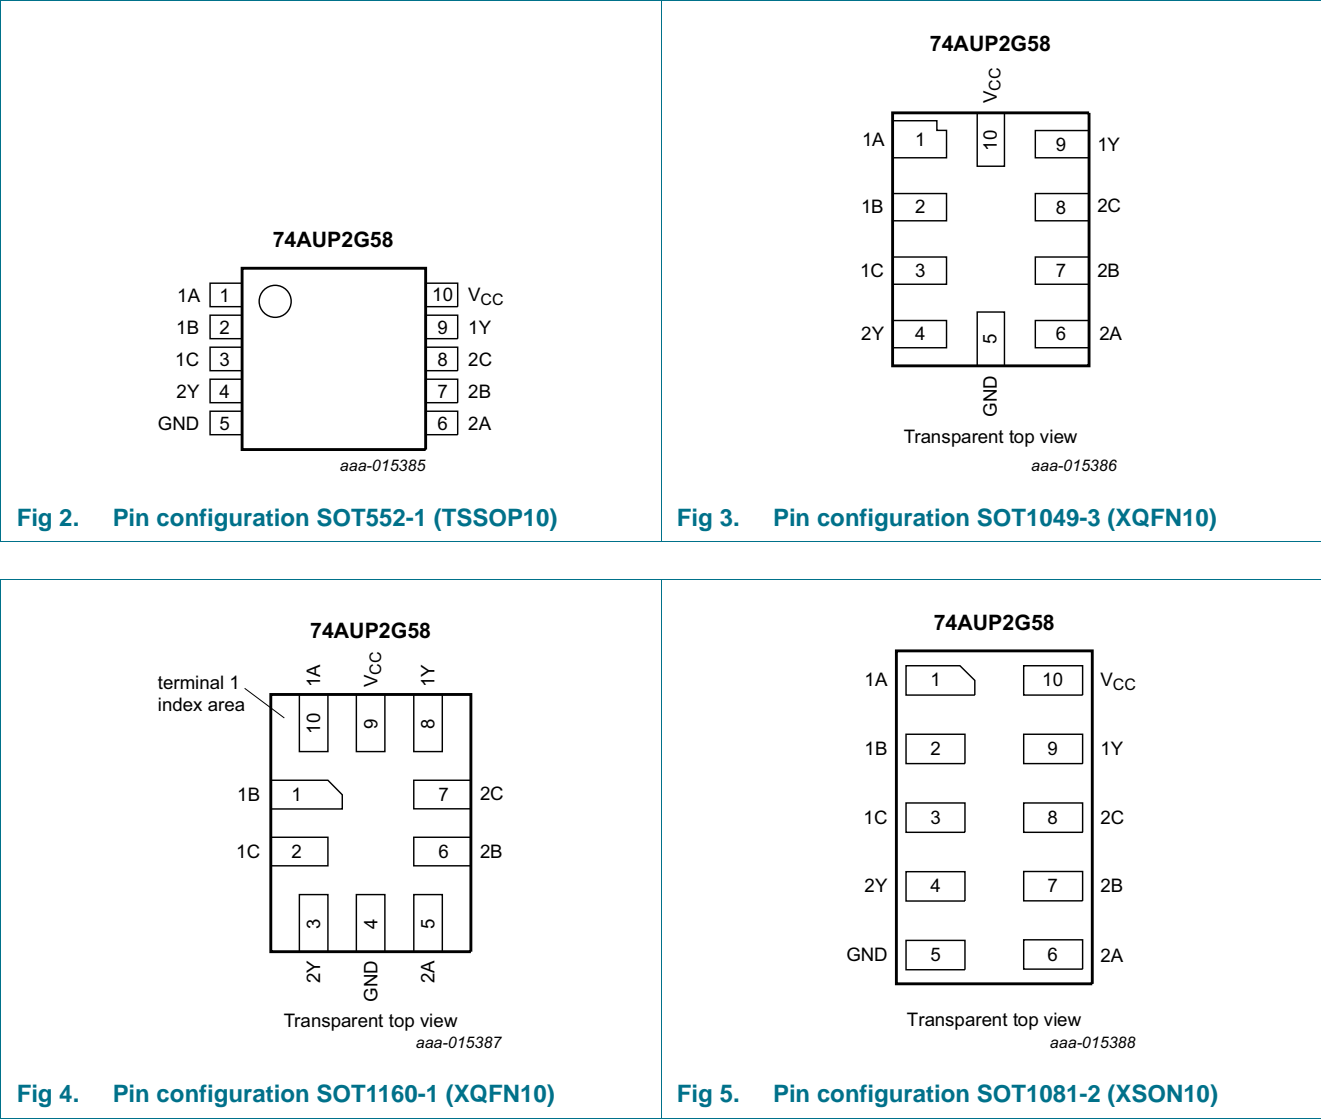 74AUP2G58
1A 1 10 VCC
1B 2 9 1Y
1C 3 8 2C
2Y 4 7 2B
GND 5 6 2A
aaa-015385
Fig 2. Pin configuration SOT552-1 (TSSOP10)
74AUP2G58
VCC
1A 1 10 9 1Y
1B 2 8 2C
1C 3 7 2B
2Y 4 5 6 2A
GND
Transparent top view
aaa-015386
Fig 3. Pin configuration SOT1049-3 (XQFN10)
74AUP2G58
terminal 1
index area
1A VCC 1Y
10 9 8
1B 1 7 2C
1C 2 6 2B
3 4 5
2Y GND 2A
Transparent top view
aaa-015387
Fig 4. Pin configuration SOT1160-1 (XQFN10)
74AUP2G58
1A 1 10 VCC
1B 2 9 1Y
1C 3 8 2C
2Y 4 7 2B
GND 5 6 2A
Transparent top view
aaa-015388
Fig 5. Pin configuration SOT1081-2 (XSON10)